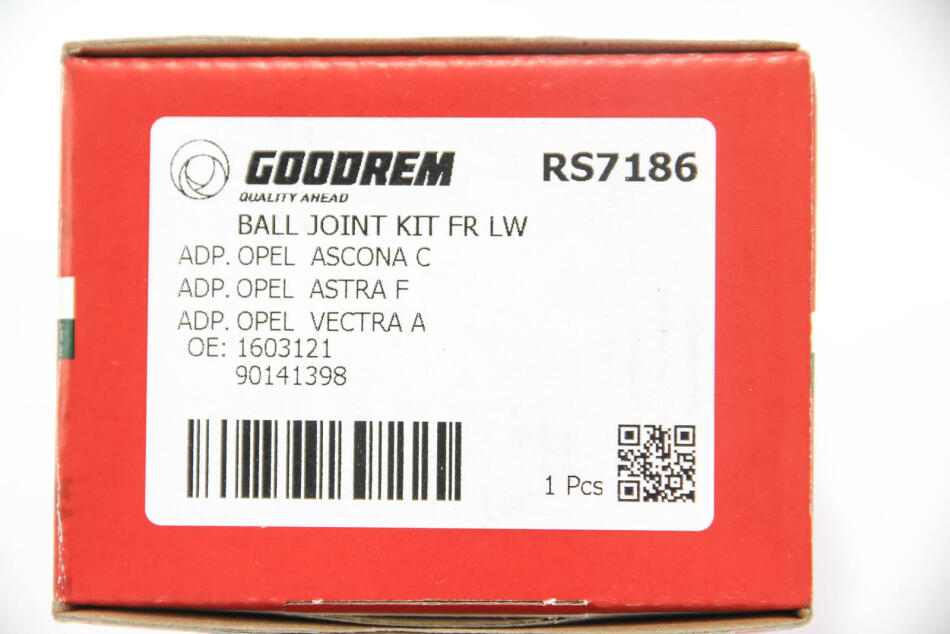 GOODREM
QUALITY AHEAD
RS7186
BALL JOINT KIT FR LW
ADP. OPEL ASCONA C
ADP. OPEL ASTRA F
ADP. OPEL VECTRA A
OE: 1603121
90141398
1 Pcs